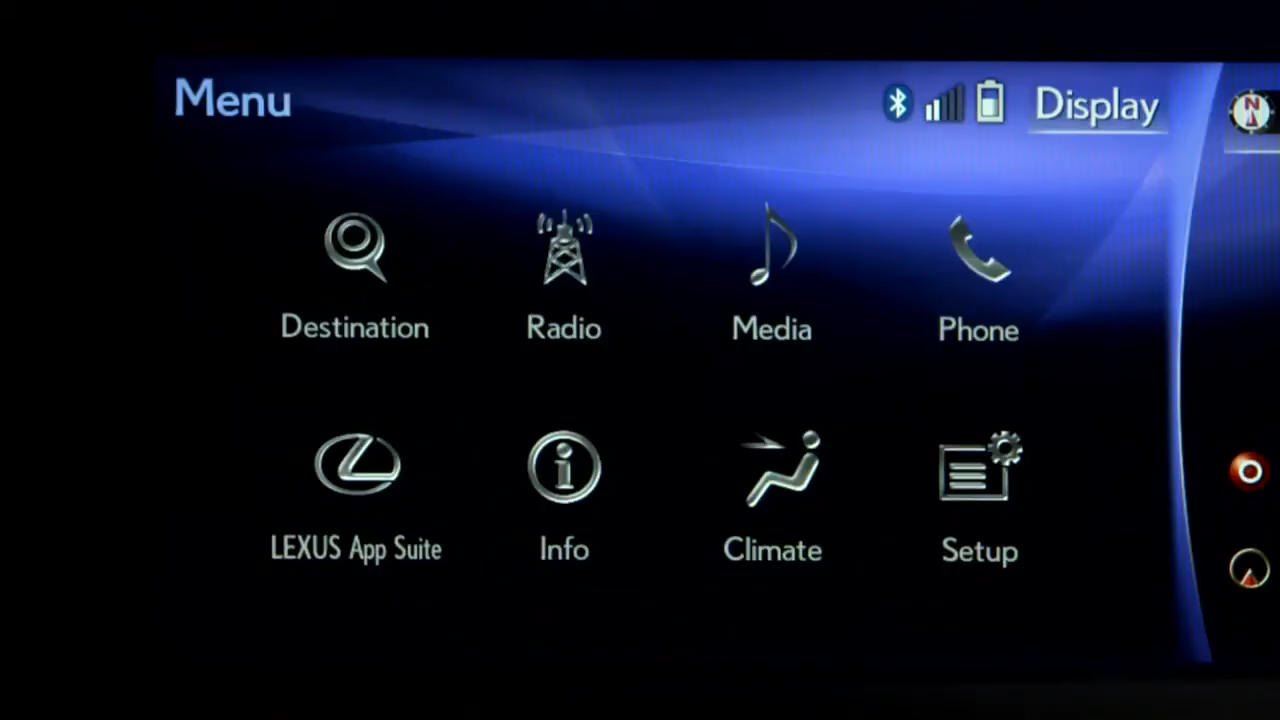 Menu
Display
N
Destination
Radio
Media
Phone
LEXUS App Suite
Info
Climate
Setup